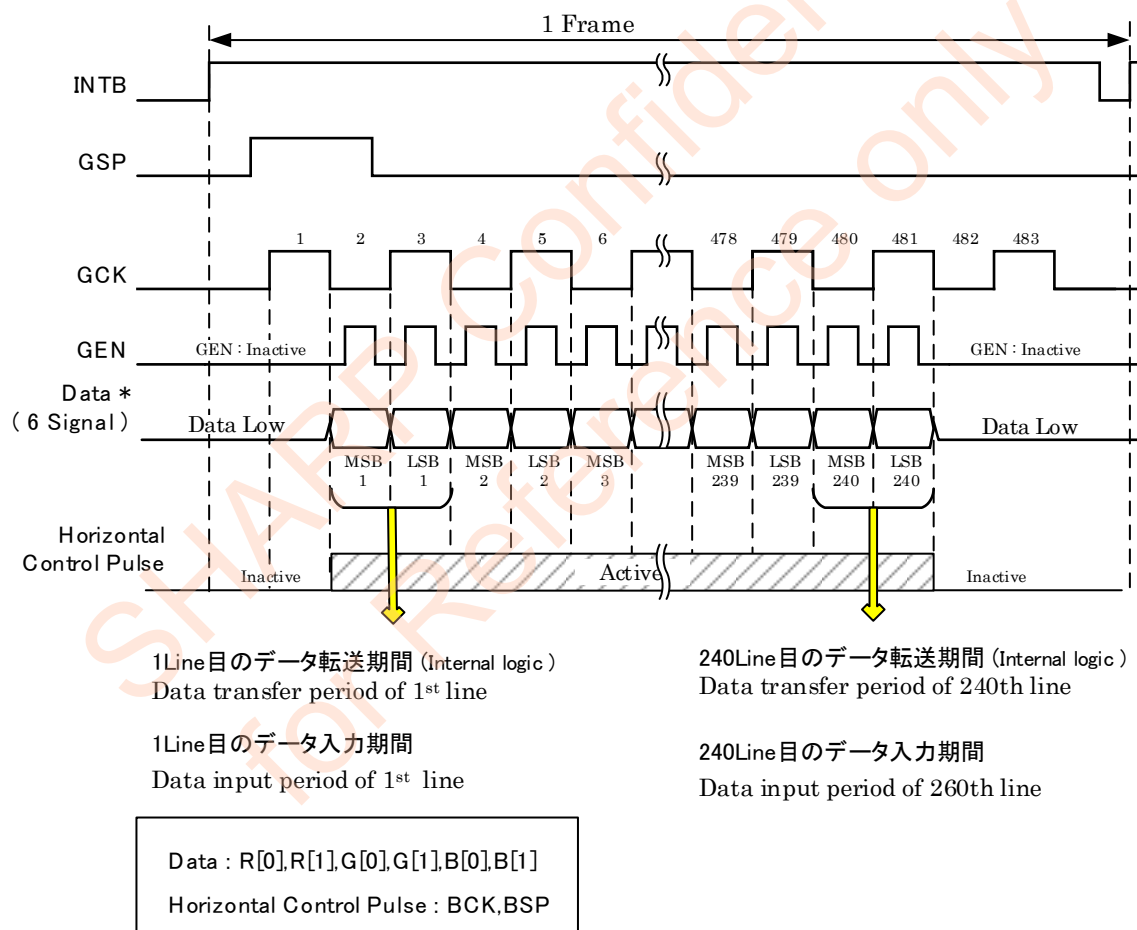 1 Frame
INTB
GSP
1 2 3 4 5 6 478 479 480 481 482 483
GCK
GEN
GEN : Inactive
GEN : Inactive
Data *
( 6 Signal )
Data Low
Data Low
MSB 1
LSB 1
MSB 2
LSB 2
MSB 3
MSB 239
LSB 239
MSB 240
LSB 240
Horizontal
Control Pulse
Inactive
Active
Inactive
1Line目のデータ転送期間 (Internal logic )
Data transfer period of 1st line
1Line目のデータ入力期間
Data input period of 1st line
240Line目のデータ転送期間 (Internal logic )
Data transfer period of 240th line
240Line目のデータ入力期間
Data input period of 260th line
Data : R[0],R[1],G[0],G[1],B[0],B[1]
Horizontal Control Pulse : BCK,BSP
SHARP Confiden
for Reference only